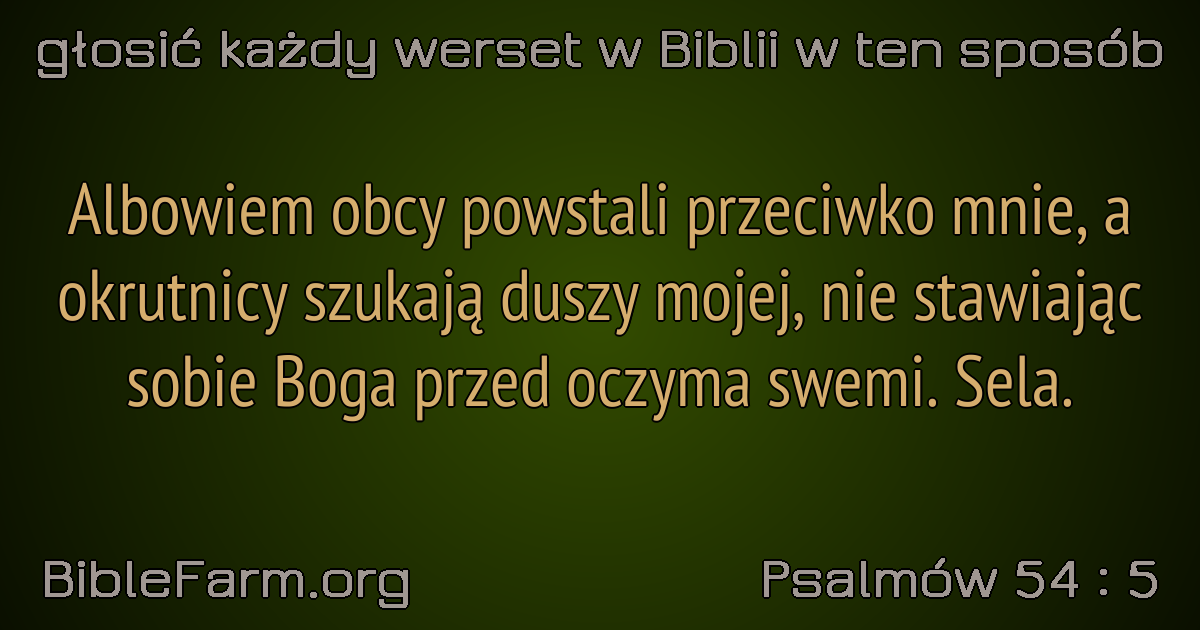 głosić każdy werset w Biblii w ten sposób
Albowiem obcy powstali przeciwko mnie, a
okrutnicy szukają duszy mojej, nie stawiając
sobie Boga przed oczyma swemi. Sela.
BibleFarm.org
Psalmów 54 : 5